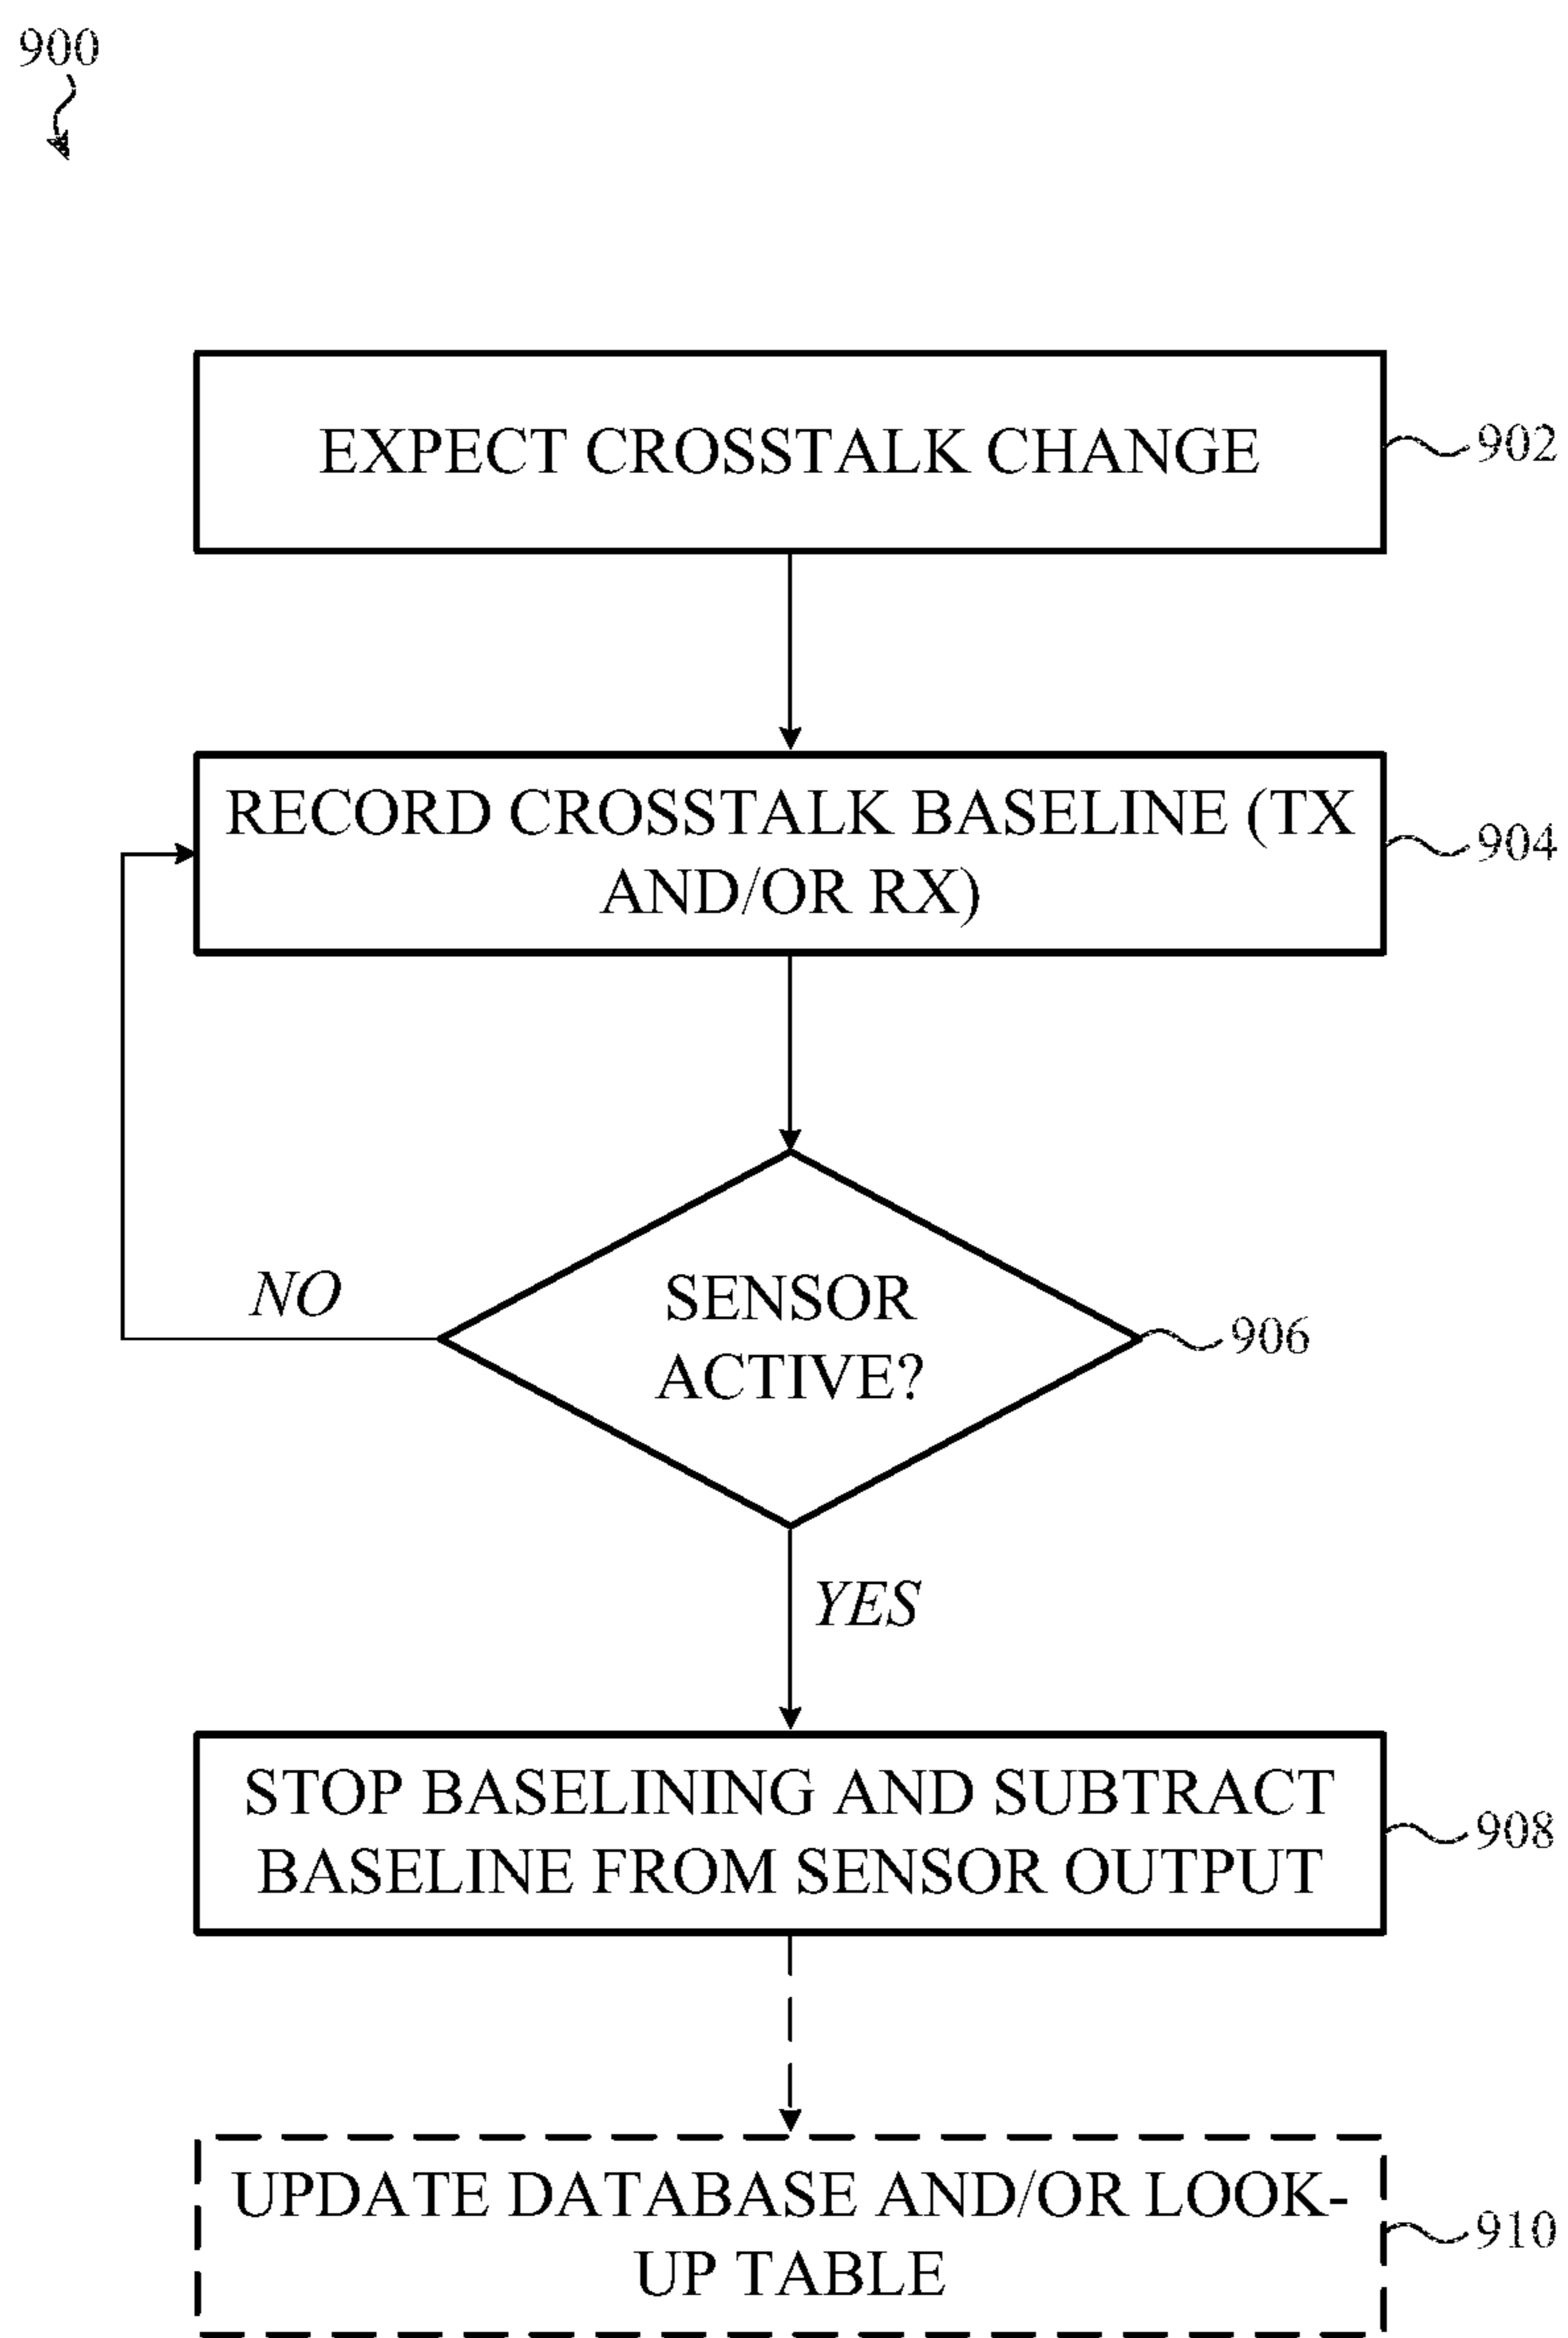 900
EXPECT CROSSTALK CHANGE
902
RECORD CROSSTALK BASELINE (TX
AND/OR RX)
904
SENSOR
ACTIVE?
906
NO
YES
STOP BASELINING AND SUBTRACT
BASELINE FROM SENSOR OUTPUT
908
UPDATE DATABASE AND/OR LOOK-
UP TABLE
910